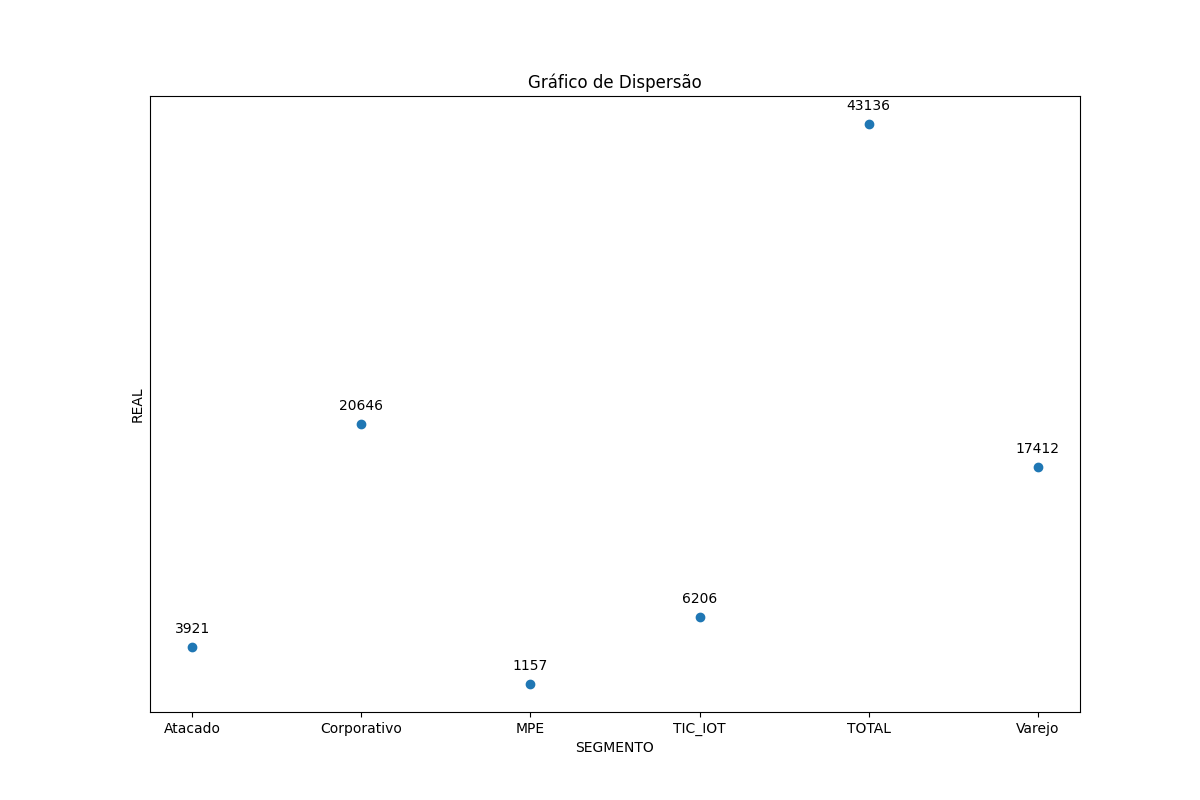 Gráfico de Dispersão
43136
20646
17412
6206
3921
1157
REAL
Atacado Corporativo MPE TIC_IOT TOTAL Varejo
SEGMENTO